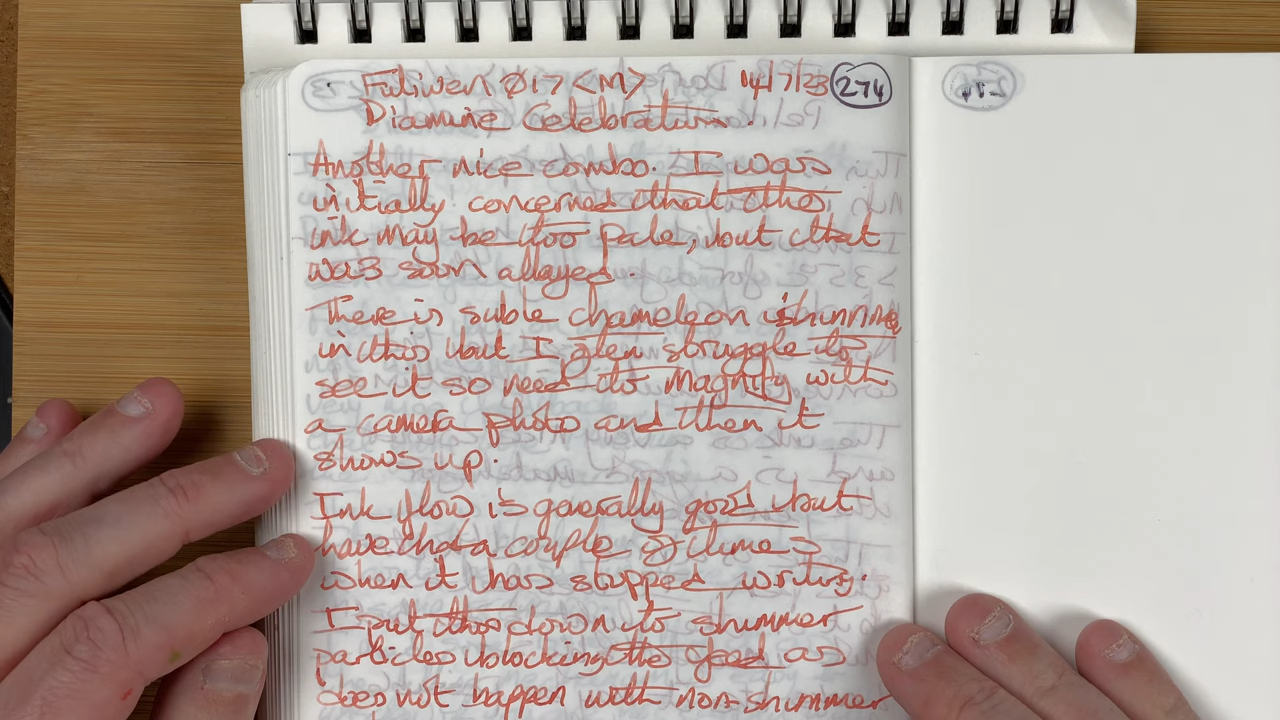 Fuliwen 017 <M> 14/7/23 274
Diamine Celebration.
Another nice combo. I was
initially concerned that this
ink may be too pale, but that
was soon allayed.
There is suble chameleon shimmer
in this but I often struggle to
see it so need to magnify with
a camera photo and then it
shows up.
Ink flow is generally good but
have had a couple of times
when it has stopped writing.
I put this down to shimmer
particles blocking the feed as
does not happen with non-shimmer